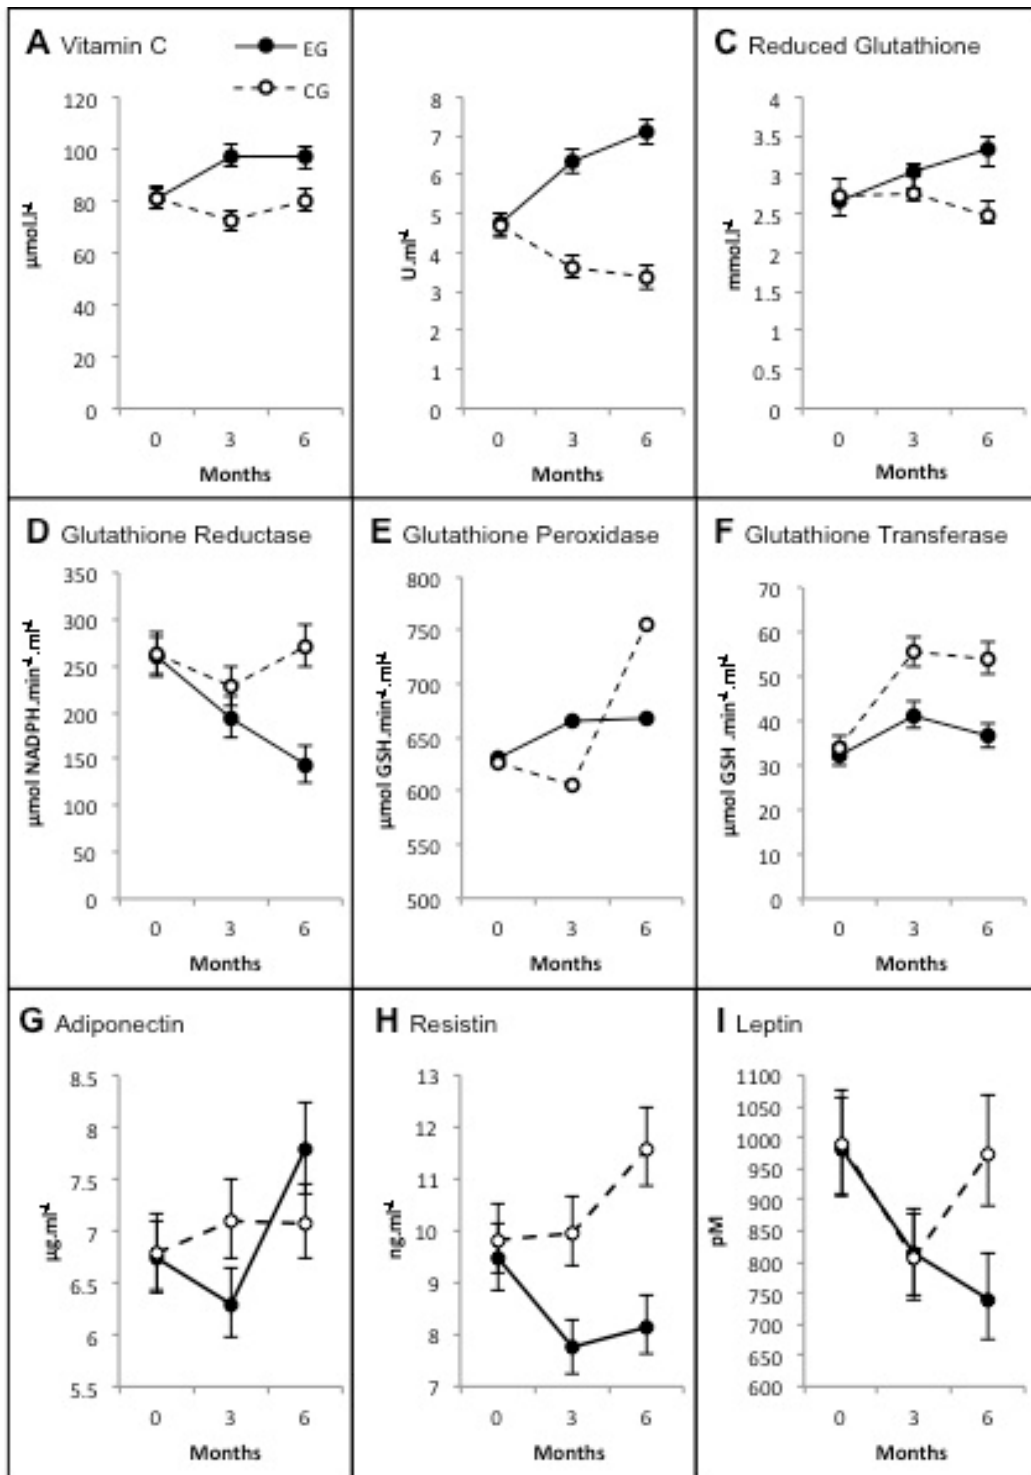 A Vitamin C
EG
CG
120
100
80
60
40
20
0
µmol.l⁻¹
0 3 6
Months
8
7
6
5
4
3
2
1
0
U.ml⁻¹
0 3 6
Months
C Reduced Glutathione
4
3.5
3
2.5
2
1.5
1
0.5
0
mmol.l⁻¹
0 3 6
Months
D Glutathione Reductase
350
300
250
200
150
100
50
0
µmol NADPH.min⁻¹.ml⁻¹
0 3 6
Months
E Glutathione Peroxidase
800
750
700
650
600
550
500
µmol GSH.min⁻¹.ml⁻¹
0 3 6
Months
F Glutathione Transferase
70
60
50
40
30
20
10
0
µmol GSH .min⁻¹.ml⁻¹
0 3 6
Months
G Adiponectin
8.5
8
7.5
7
6.5
6
5.5
µg.ml⁻¹
0 3 6
Months
H Resistin
13
12
11
10
9
8
7
ng.ml⁻¹
0 3 6
Months
I Leptin
1100
1050
1000
950
900
850
800
750
700
650
600
pM
0 3 6
Months